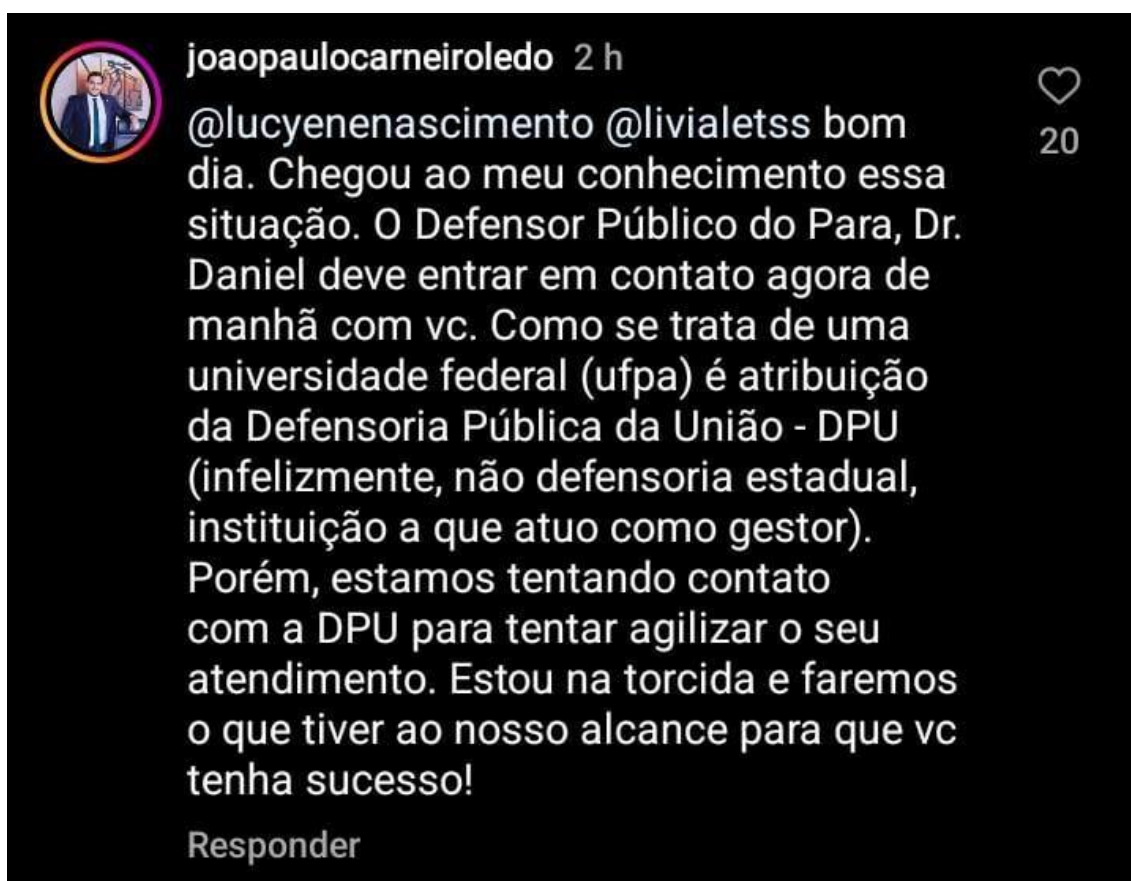 joaopaulocarneiroledo 2 h
@lucyenenascimento @livialetss bom
dia. Chegou ao meu conhecimento essa
situação. O Defensor Público do Para, Dr.
Daniel deve entrar em contato agora de
manhã com vc. Como se trata de uma
universidade federal (ufpa) é atribuição
da Defensoria Pública da União - DPU
(infelizmente, não defensoria estadual,
instituição a que atuo como gestor).
Porém, estamos tentando contato
com a DPU para tentar agilizar o seu
atendimento. Estou na torcida e faremos
o que tiver ao nosso alcance para que vc
tenha sucesso!
Responder
20